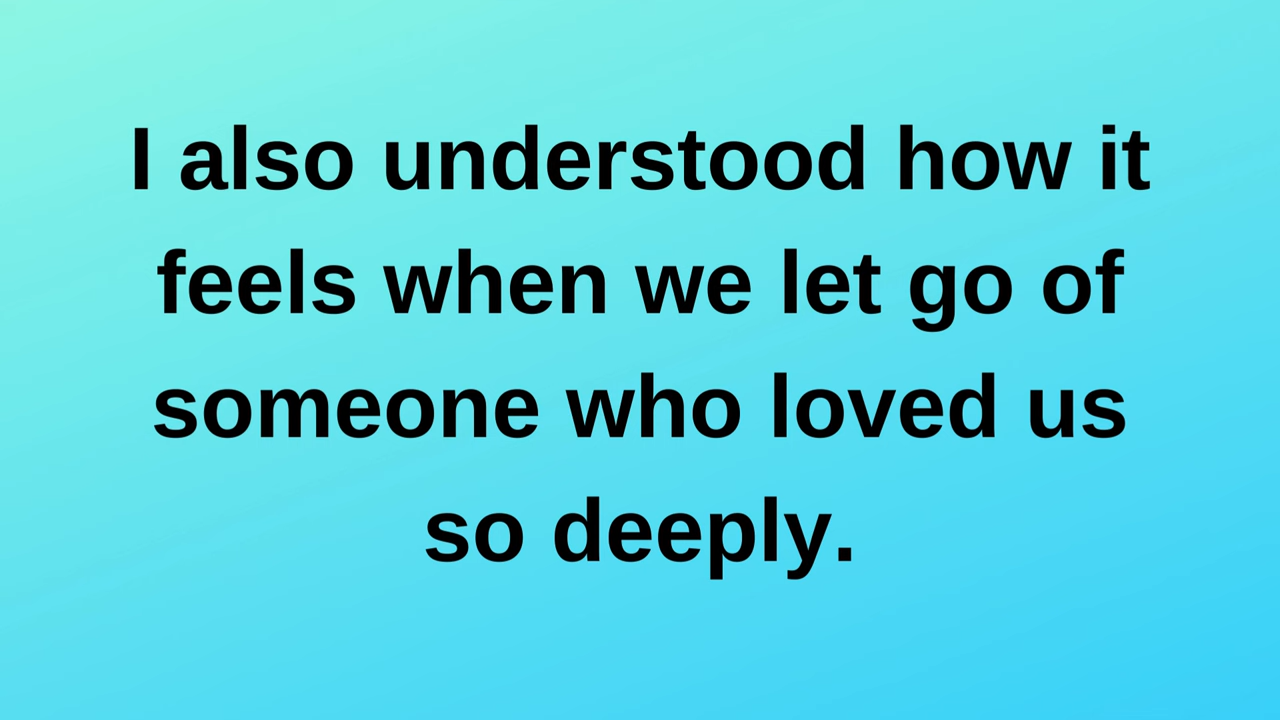 I also understood how it
feels when we let go of
someone who loved us
so deeply.